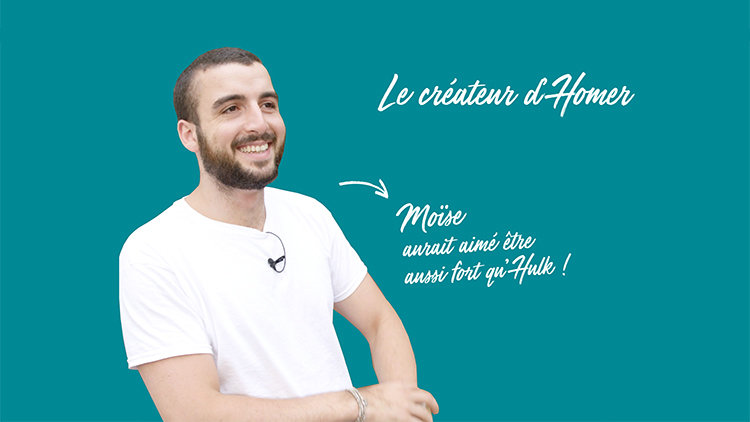 Le créateur d'Homer
Moïse
aurait aimé être
aussi fort qu'Hulk !